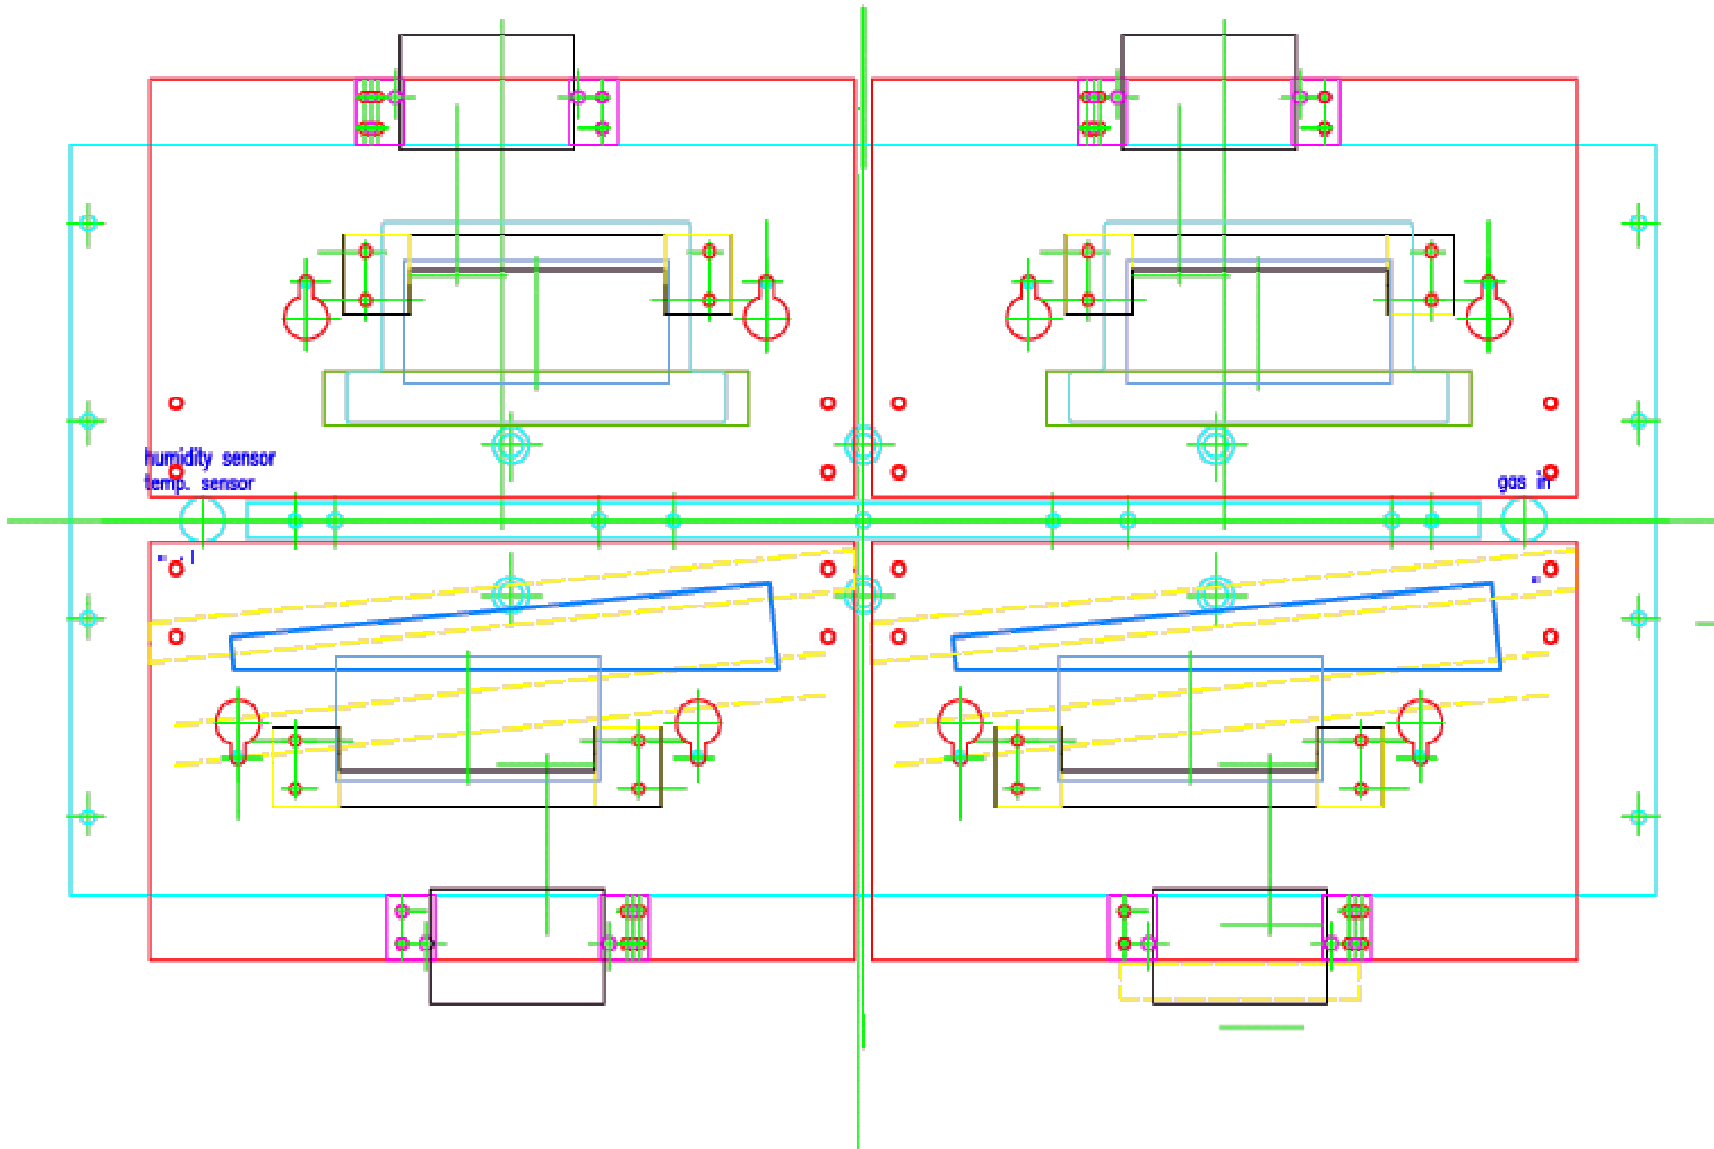 humidity sensor
temp. sensor
gas in